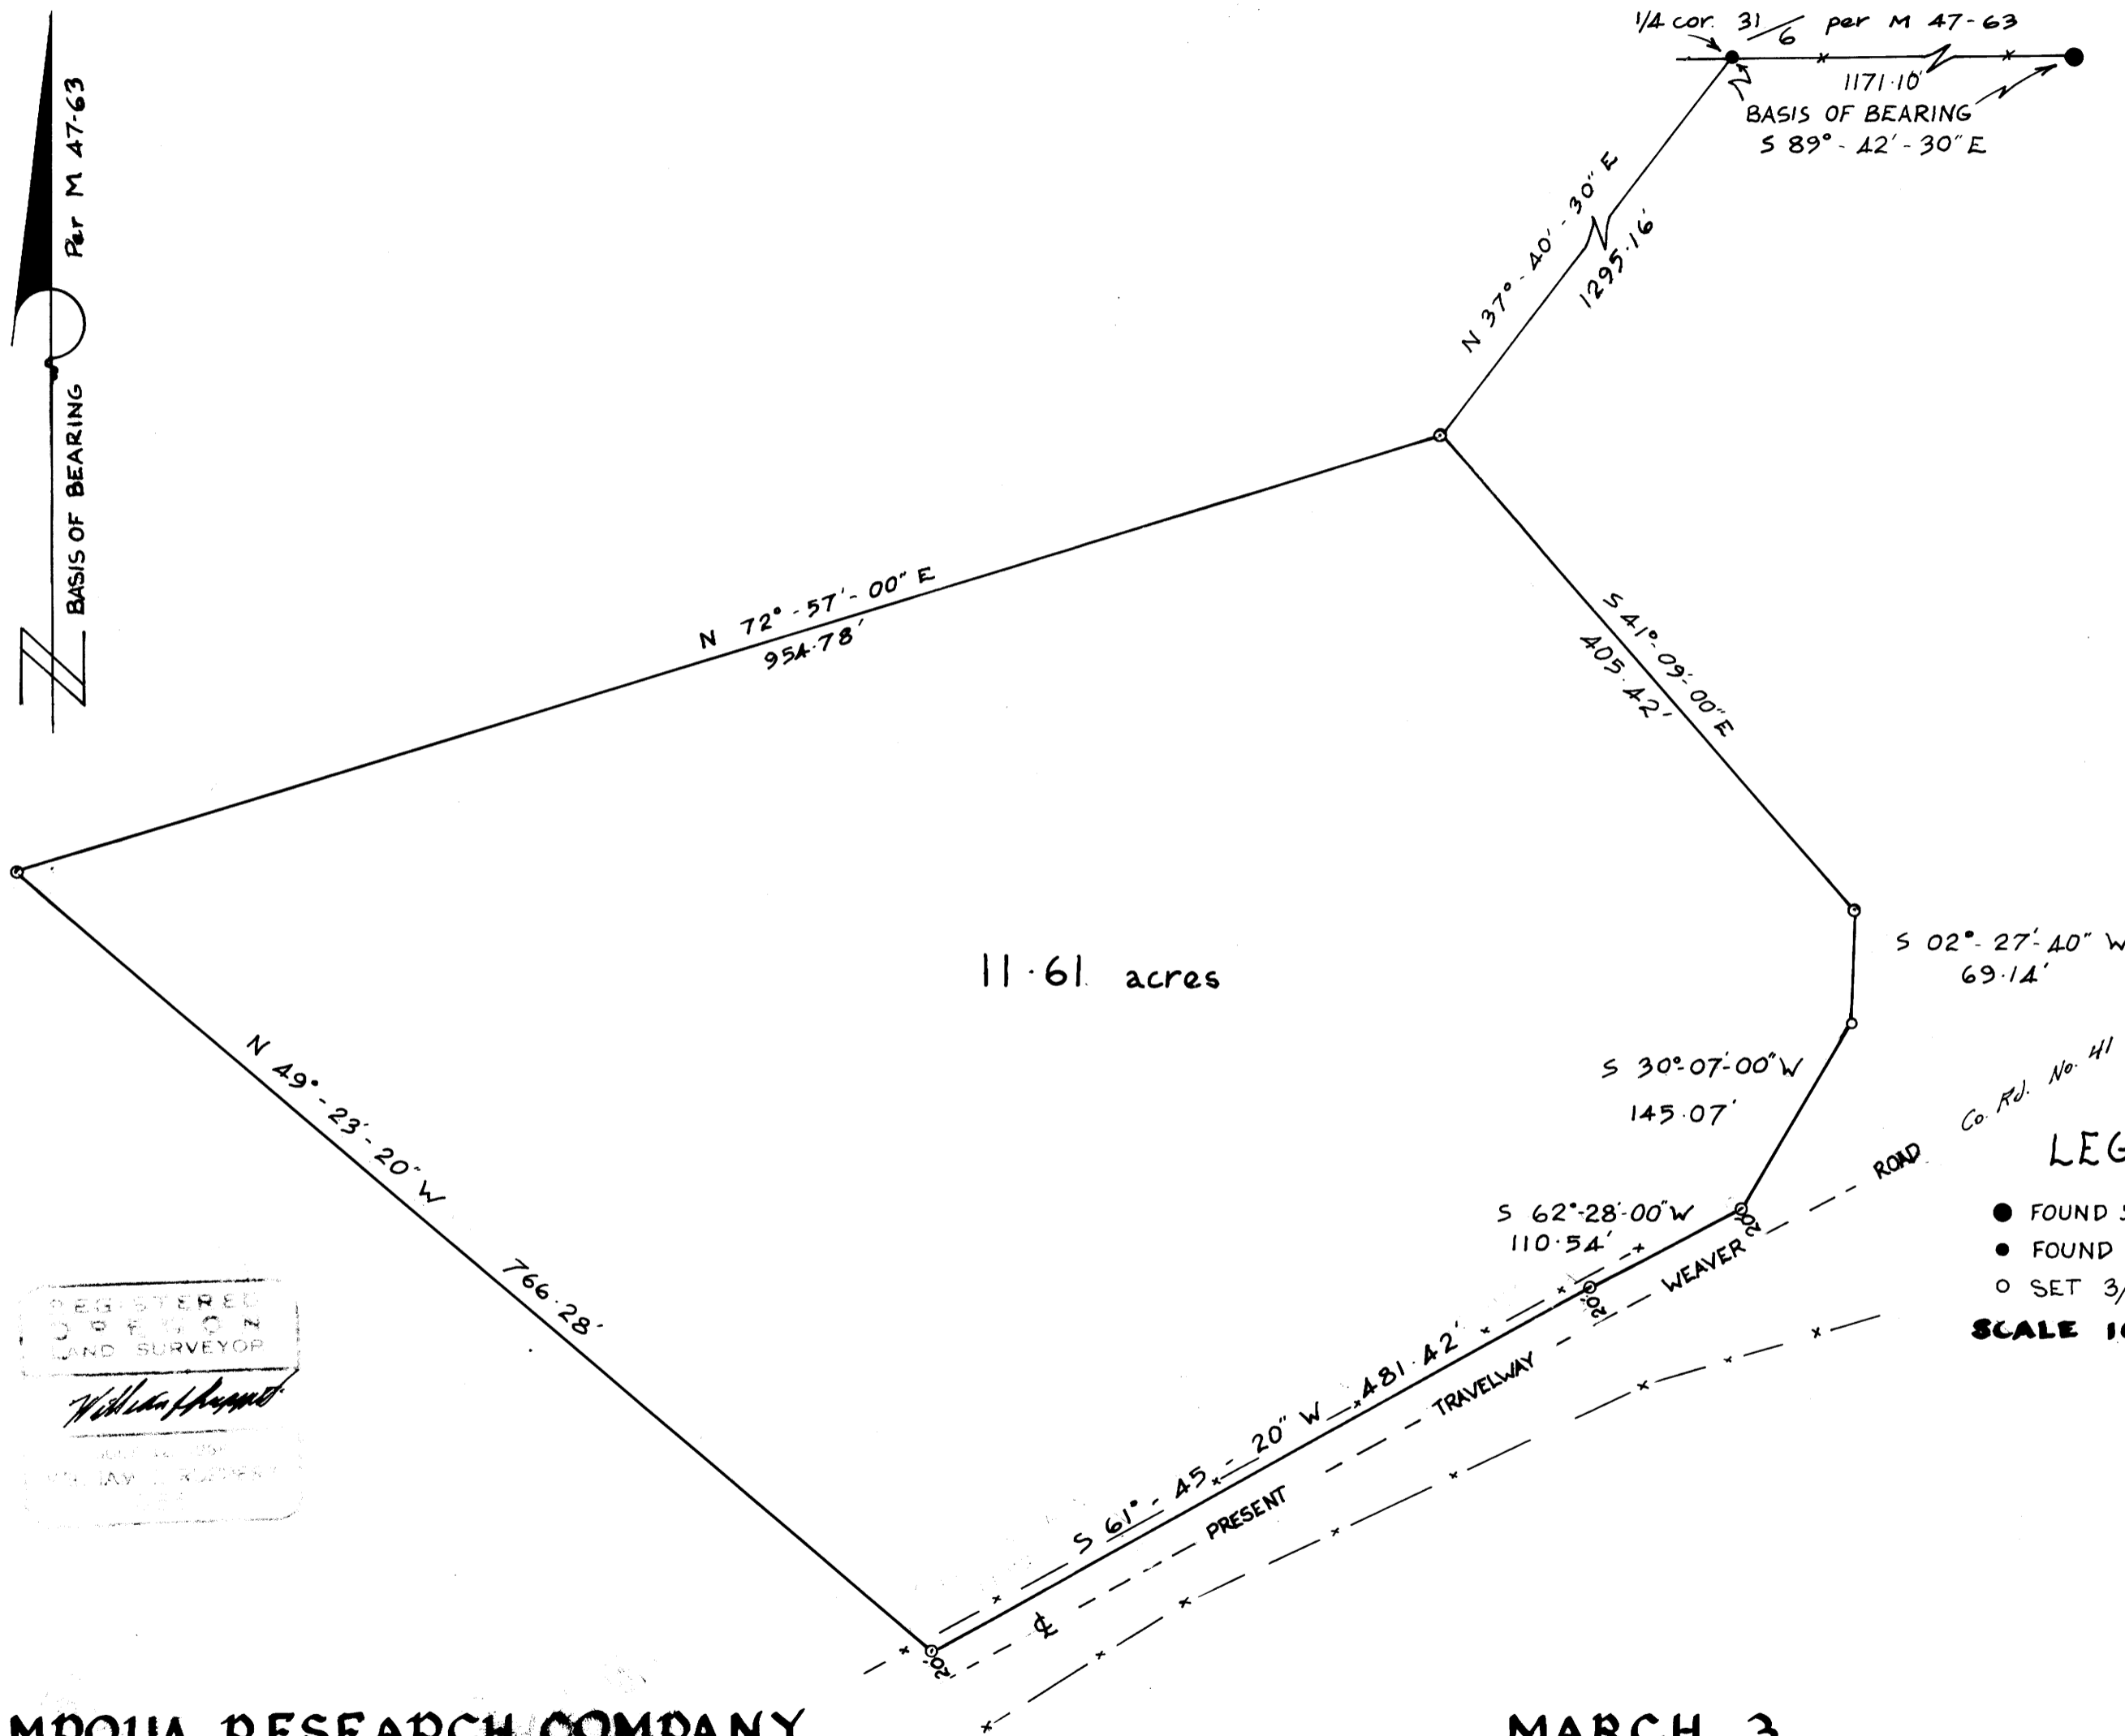 1/4 cor. 31/6 per M 47-63
1171.10'
BASIS OF BEARING
S 89°-42'-30" E
BASIS OF BEARING Per M 47-63
N 37°-40'-30" E
1295.16'
N 72°-57'-00" E
954.78'
S 41°-09'-00" E
405.42'
S 02°-27'-40" W
69.14'
11.61 acres
S 30°-07'-00" W
145.07'
Co. Rd. No. 41
LEG
FOUND
FOUND
SET 3/
SCALE
S 62°-28'-00" W
110.54'
20'
20'
N 49°-23'-20" W
766.28'
S 61°-45-20" W 481.42'
20'
℄ PRESENT TRAVELWAY WEAVER ROAD
REGISTERED
OREGON
LAND SURVEYOR
MPQUA RESEARCH COMPANY
MARCH 3